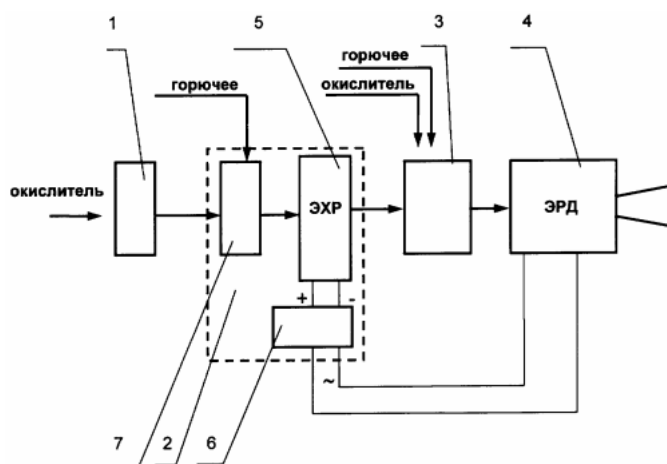 1
5
3
4
горючее
горючее
окислитель
окислитель
ЭХР
ЭРД
+ -
~
7
2
6